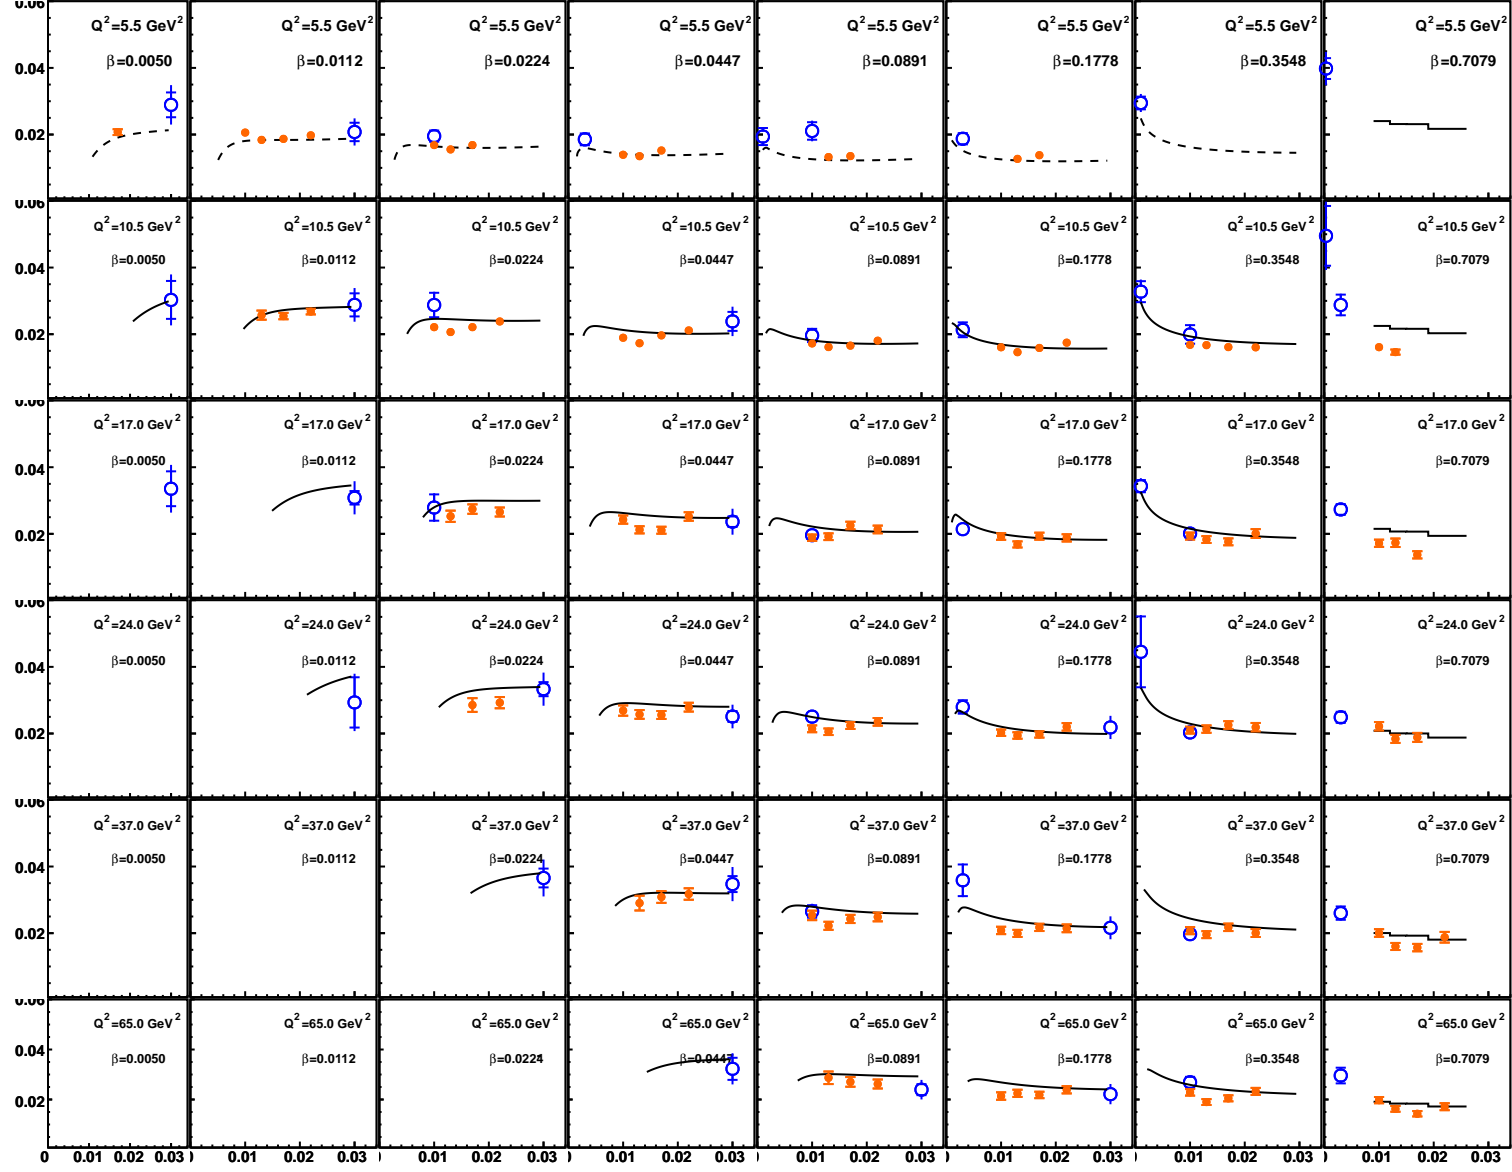 0.06
Q²=5.5 GeV² Q²=5.5 GeV² Q²=5.5 GeV² Q²=5.5 GeV² Q²=5.5 GeV² Q²=5.5 GeV² Q²=5.5 GeV² Q²=5.5 GeV²
0.04 β=0.0050 β=0.0112 β=0.0224 β=0.0447 β=0.0891 β=0.1778 β=0.3548 β=0.7079
0.02
0.06
Q²=10.5 GeV² Q²=10.5 GeV² Q²=10.5 GeV² Q²=10.5 GeV² Q²=10.5 GeV² Q²=10.5 GeV² Q²=10.5 GeV² Q²=10.5 GeV²
0.04 β=0.0050 β=0.0112 β=0.0224 β=0.0447 β=0.0891 β=0.1778 β=0.3548 β=0.7079
0.02
0.06
Q²=17.0 GeV² Q²=17.0 GeV² Q²=17.0 GeV² Q²=17.0 GeV² Q²=17.0 GeV² Q²=17.0 GeV² Q²=17.0 GeV² Q²=17.0 GeV²
0.04 β=0.0050 β=0.0112 β=0.0224 β=0.0447 β=0.0891 β=0.1778 β=0.3548 β=0.7079
0.02
0.06
Q²=24.0 GeV² Q²=24.0 GeV² Q²=24.0 GeV² Q²=24.0 GeV² Q²=24.0 GeV² Q²=24.0 GeV² Q²=24.0 GeV² Q²=24.0 GeV²
0.04 β=0.0050 β=0.0112 β=0.0224 β=0.0447 β=0.0891 β=0.1778 β=0.3548 β=0.7079
0.02
0.06
Q²=37.0 GeV² Q²=37.0 GeV² Q²=37.0 GeV² Q²=37.0 GeV² Q²=37.0 GeV² Q²=37.0 GeV² Q²=37.0 GeV² Q²=37.0 GeV²
0.04 β=0.0050 β=0.0112 β=0.0224 β=0.0447 β=0.0891 β=0.1778 β=0.3548 β=0.7079
0.02
0.06
Q²=65.0 GeV² Q²=65.0 GeV² Q²=65.0 GeV² Q²=65.0 GeV² Q²=65.0 GeV² Q²=65.0 GeV² Q²=65.0 GeV² Q²=65.0 GeV²
0.04 β=0.0050 β=0.0112 β=0.0224 β=0.0447 β=0.0891 β=0.1778 β=0.3548 β=0.7079
0.02
0 0.01 0.02 0.03 0.01 0.02 0.03 0.01 0.02 0.03 0.01 0.02 0.03 0.01 0.02 0.03 0.01 0.02 0.03 0.01 0.02 0.03 0.01 0.02 0.03